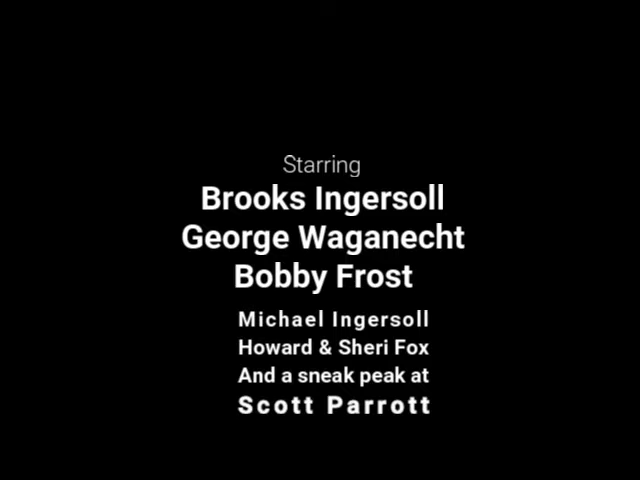 Starring
Brooks Ingersoll
George Waganecht
Bobby Frost
Michael Ingersoll
Howard & Sheri Fox
And a sneak peak at
Scott Parrott